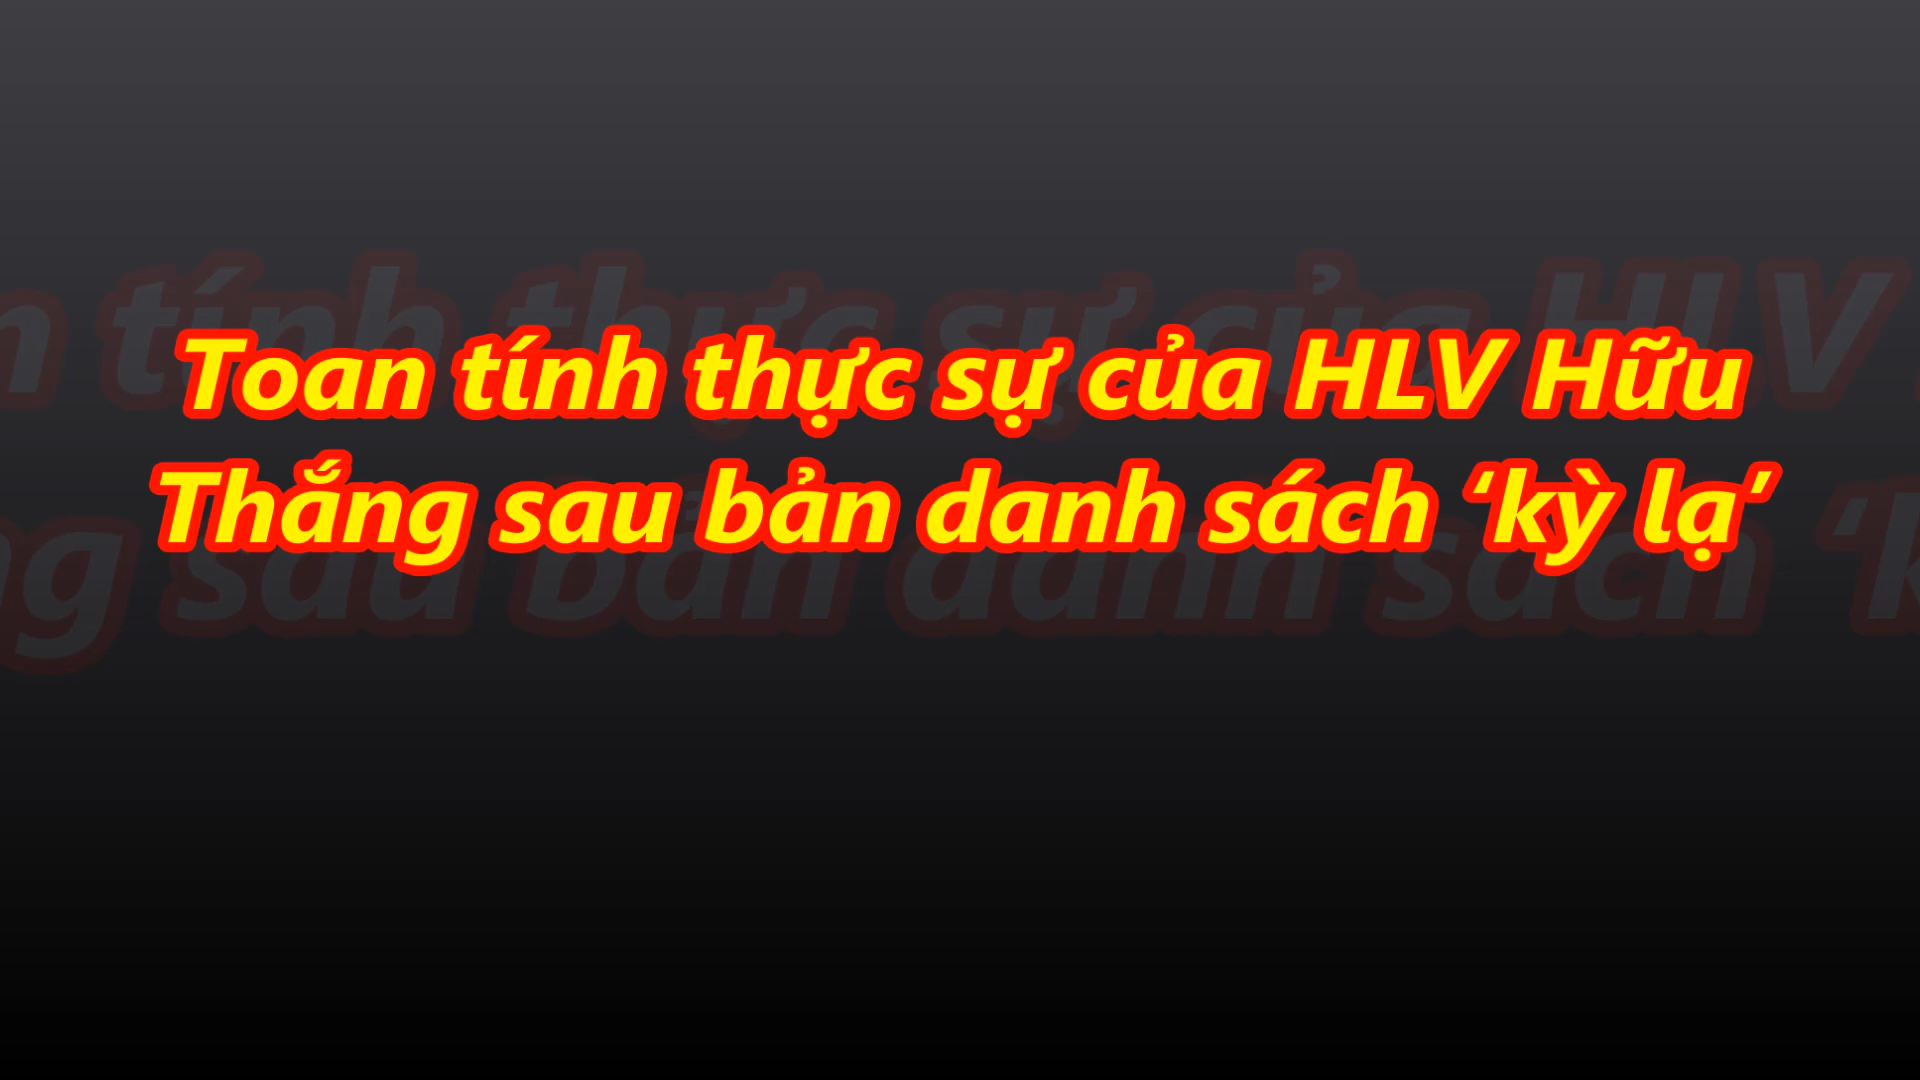 Toan tính thực sự của HLV Hữu
Thắng sau bản danh sách ‘kỳ lạ’